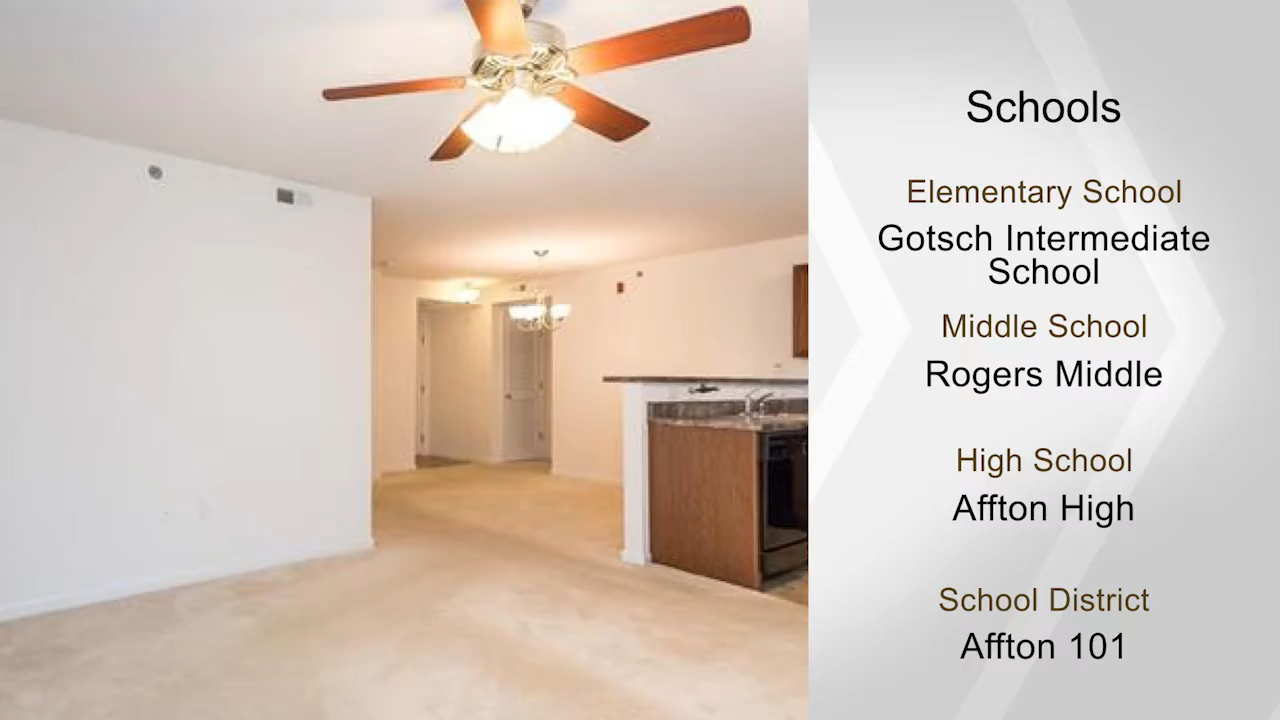 Schools
Elementary School
Gotsch Intermediate
School
Middle School
Rogers Middle
High School
Affton High
School District
Affton 101